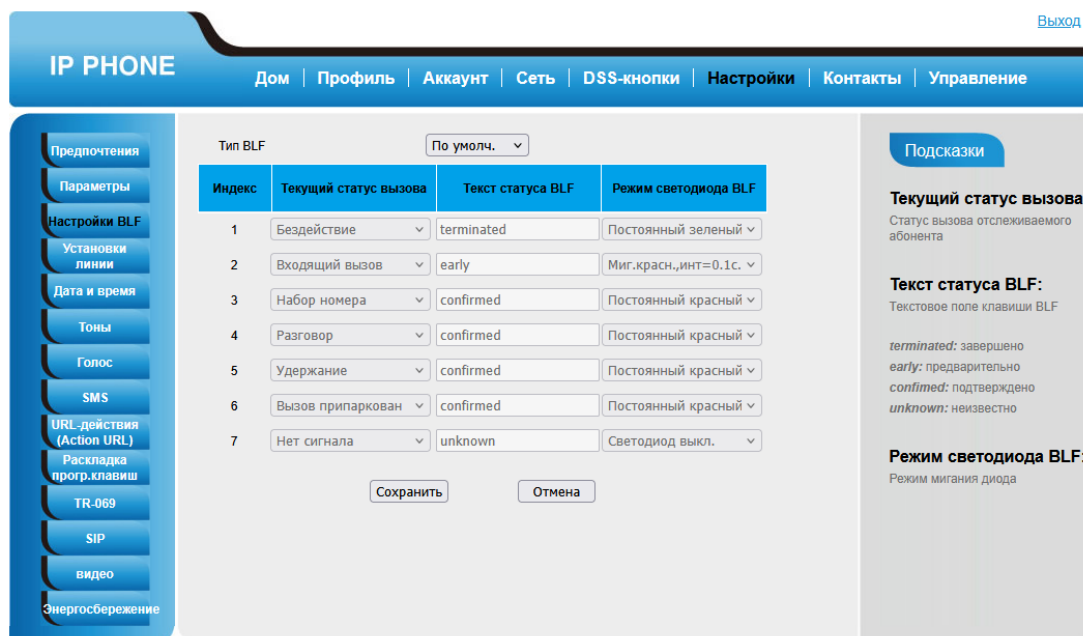 Выход
IP PHONE
Дом | Профиль | Аккаунт | Сеть | DSS-кнопки | Настройки | Контакты | Управление
Предпочтения
Параметры
Настройки BLF
Установки
линии
Дата и время
Тоны
Голос
SMS
URL-действия
(Action URL)
Раскладка
прогр.клавиш
TR-069
SIP
видео
Энергосбережение
Тип BLF По умолч.
Индекс Текущий статус вызова Текст статуса BLF Режим светодиода BLF
1 Бездействие terminated Постоянный зеленый
2 Входящий вызов early Миг.красн.,инт=0.1с.
3 Набор номера confirmed Постоянный красный
4 Разговор confirmed Постоянный красный
5 Удержание confirmed Постоянный красный
6 Вызов припаркован confirmed Постоянный красный
7 Нет сигнала unknown Светодиод выкл.
Сохранить Отмена
Подсказки
Текущий статус вызова
Статус вызова отслеживаемого
абонента
Текст статуса BLF:
Текстовое поле клавиши BLF
terminated: завершено
early: предварительно
confimed: подтверждено
unknown: неизвестно
Режим светодиода BLF:
Режим мигания диода